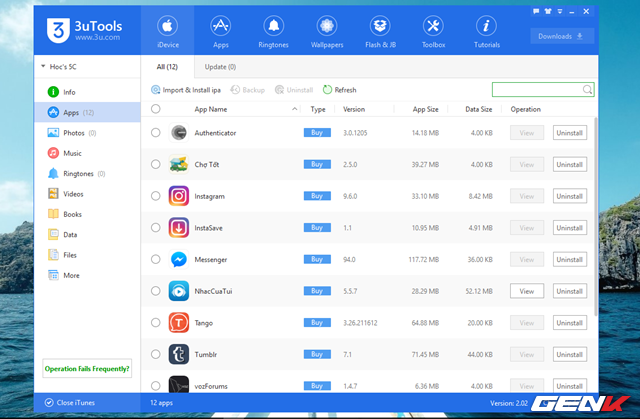 3uTools
www.3u.com
iDevice
Apps
Ringtones
Wallpapers
Flash & JB
Toolbox
Tutorials
Downloads
Hoc's 5C
All (12)
Update (0)
Info
Apps (12)
Photos (0)
Music
Ringtones (0)
Videos
Books
Data
Files
More
Import & Install ipa
Backup
Uninstall
Refresh
App Name Type Version App Size Data Size Operation
Authenticator Buy 3.0.1205 14.18 MB 4.00 KB View Uninstall
Chợ Tốt Buy 2.5.0 39.27 MB 4.00 KB View Uninstall
Instagram Buy 9.6.0 33.10 MB 8.42 MB View Uninstall
InstaSave Buy 1.1 10.95 MB 4.91 MB View Uninstall
Messenger Buy 94.0 117.72 MB 36.00 KB View Uninstall
NhacCuaTui Buy 5.5.7 28.29 MB 52.12 MB View Uninstall
Tango Buy 3.26.211612 64.88 MB 20.00 KB View Uninstall
Tumblr Buy 7.1 71.45 MB 44.00 KB View Uninstall
vozForums Buy 1.4.7 6.36 MB 4.00 KB View Uninstall
Operation Fails Frequently?
Close iTunes
12 apps
Version: 2.02
GENK